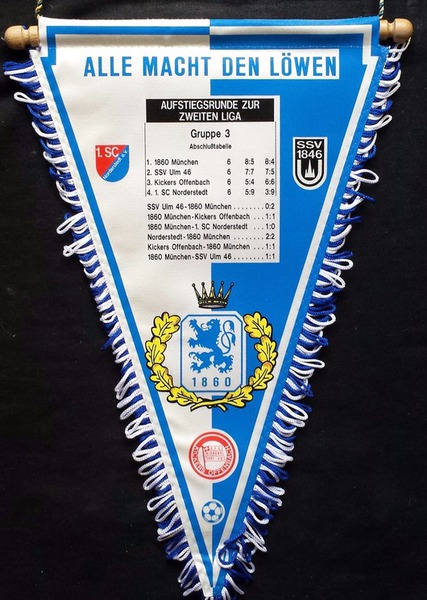 ALLE MACHT DEN LÖWEN
AUFSTIEGSRUNDE ZUR
ZWEITEN LIGA
Gruppe 3
Abschlußtabelle
1. 1860 München 6 8:5 8:4
2. SSV Ulm 46 6 7:7 7:5
3. Kickers Offenbach 6 5:4 6:6
4. 1. SC Norderstedt 6 5:9 3:9
SSV Ulm 46-1860 München ........ 0:2
1860 München-Kickers Offenbach ... 1:1
1860 München-1. SC Norderstedt ... 1:0
Norderstedt-1860 München ........ 2:2
Kickers Offenbach-1860 München ... 1:1
1860 München-SSV Ulm 46 ........ 1:1
1. SC
Norderstedt e.V.
SSV
1846
1860
KICKERS OFFENBACH